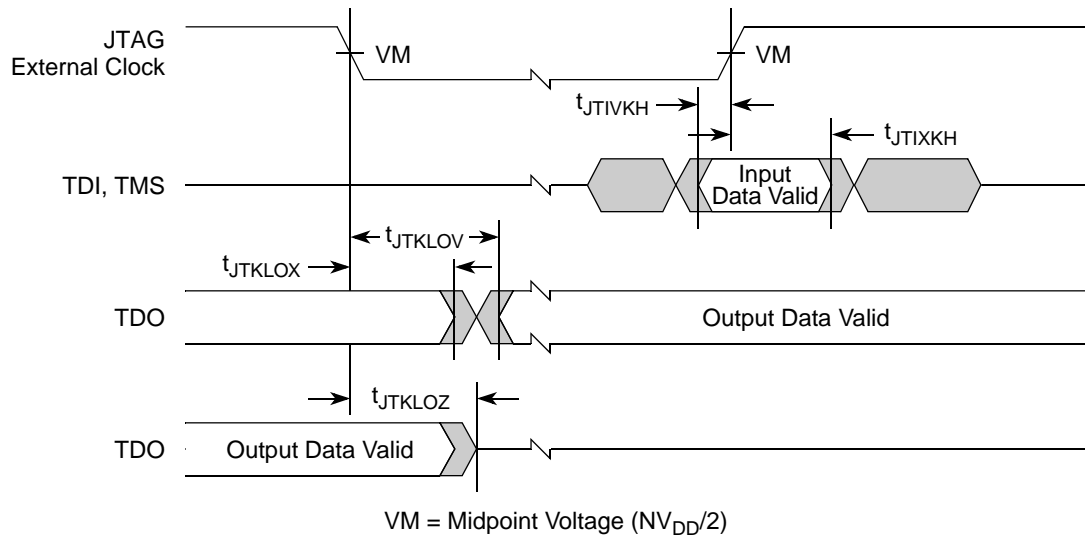 JTAG
External Clock
VM
VM
tJTIVKH
tJTIXKH
TDI, TMS
Input
Data Valid
tJTKLOV
tJTKLOX
TDO
Output Data Valid
tJTKLOZ
TDO
Output Data Valid
VM = Midpoint Voltage (NVDD/2)